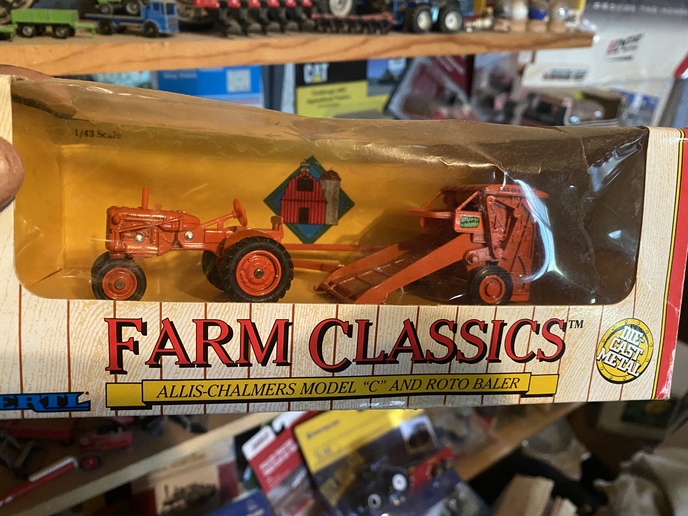 CAT
1/43 Scale
FARM CLASSICS™
ALLIS-CHALMERS MODEL "C" AND ROTO BALER
DIE-
CAST
METAL
ERTL